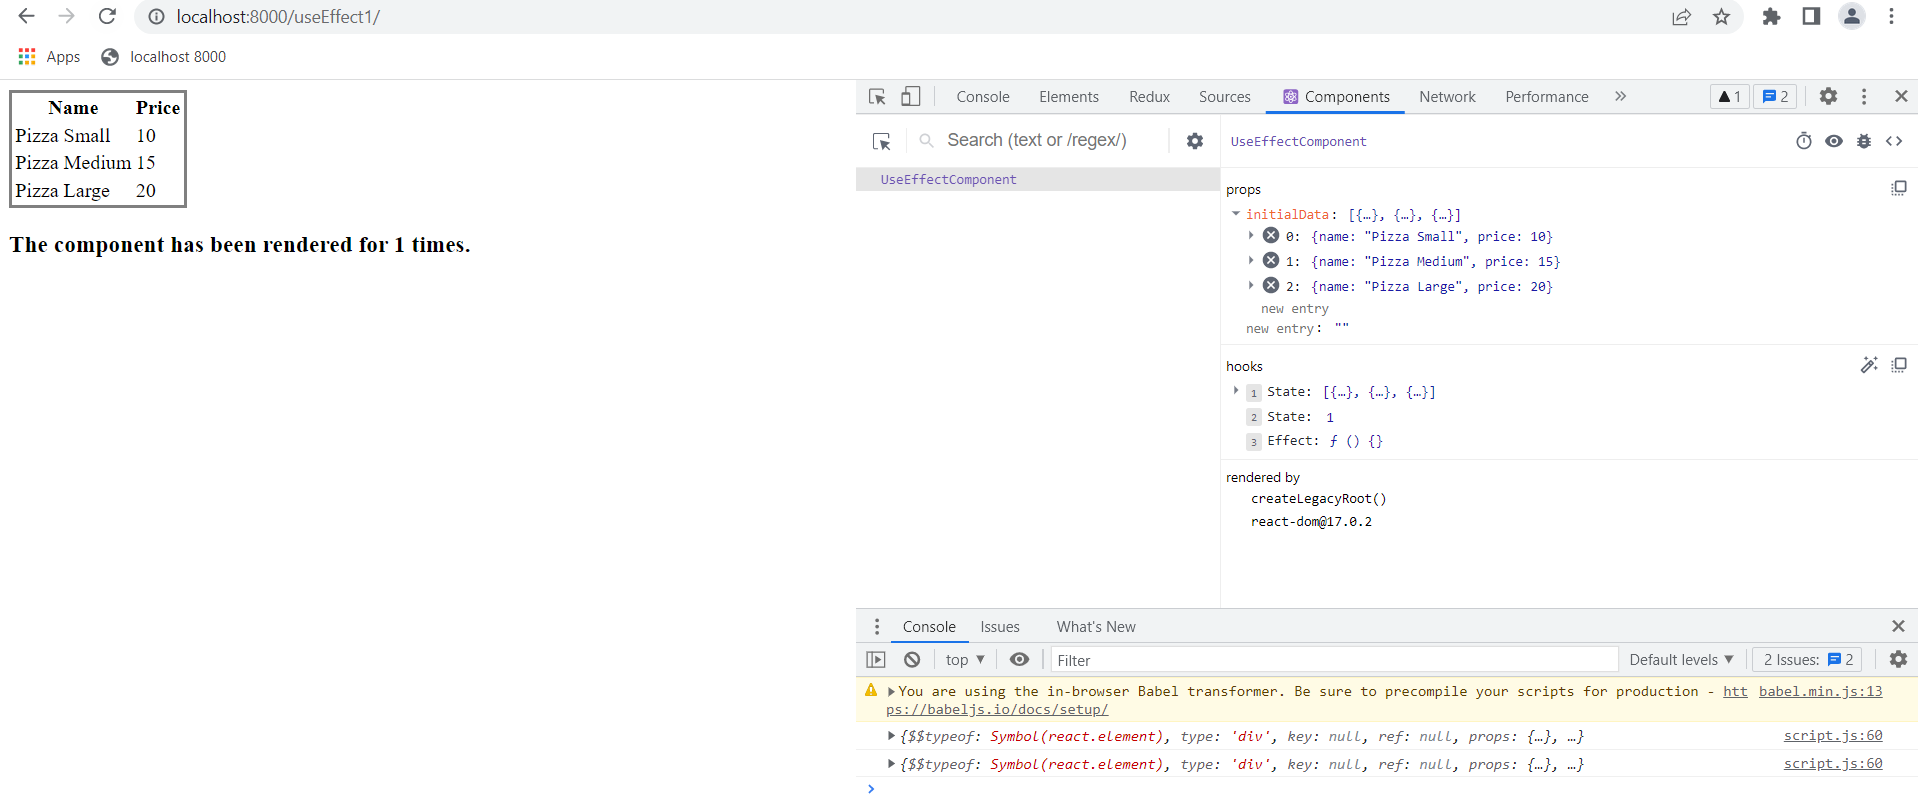 localhost:8000/useEffect1/
Apps localhost 8000
Name Price
Pizza Small 10
Pizza Medium 15
Pizza Large 20
The component has been rendered for 1 times.
Console Elements Redux Sources Components Network Performance » 1 2
Search (text or /regex/)
UseEffectComponent
UseEffectComponent
props
initialData: [{…}, {…}, {…}]
0: {name: "Pizza Small", price: 10}
1: {name: "Pizza Medium", price: 15}
2: {name: "Pizza Large", price: 20}
new entry
new entry: ""
hooks
1 State: [{…}, {…}, {…}]
2 State: 1
3 Effect: ƒ () {}
rendered by
createLegacyRoot()
react-dom@17.0.2
Console Issues What's New
top Filter Default levels 2 Issues: 2
You are using the in-browser Babel transformer. Be sure to precompile your scripts for production - htt babel.min.js:13
ps://babeljs.io/docs/setup/
{$$typeof: Symbol(react.element), type: 'div', key: null, ref: null, props: {…}, …} script.js:60
{$$typeof: Symbol(react.element), type: 'div', key: null, ref: null, props: {…}, …} script.js:60